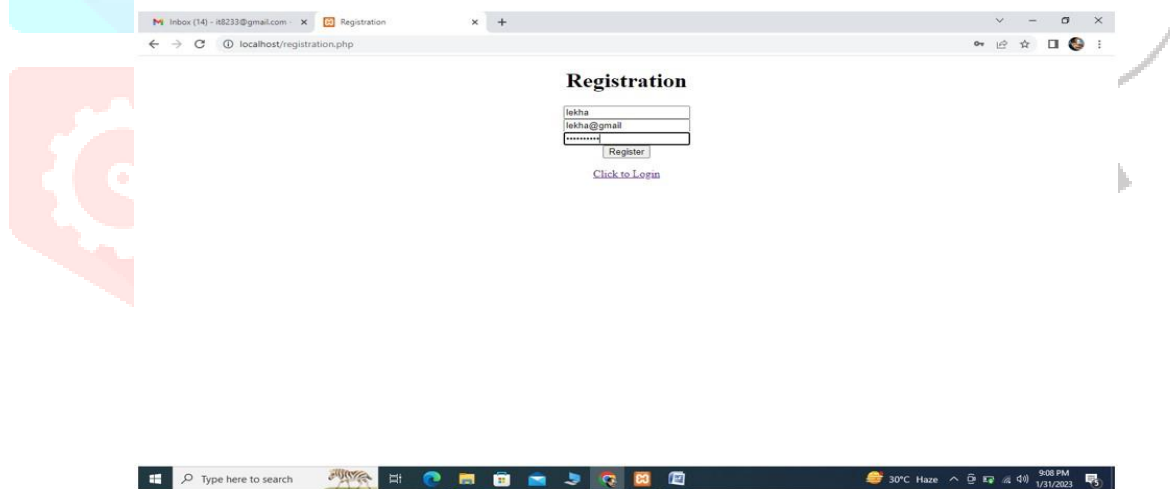 Inbox (14) - it8233@gmail.com - Registration
localhost/registration.php
Registration
lekha
lekha@gmail
Register
Click to Login
Type here to search 30°C Haze 9:08 PM
1/31/2023